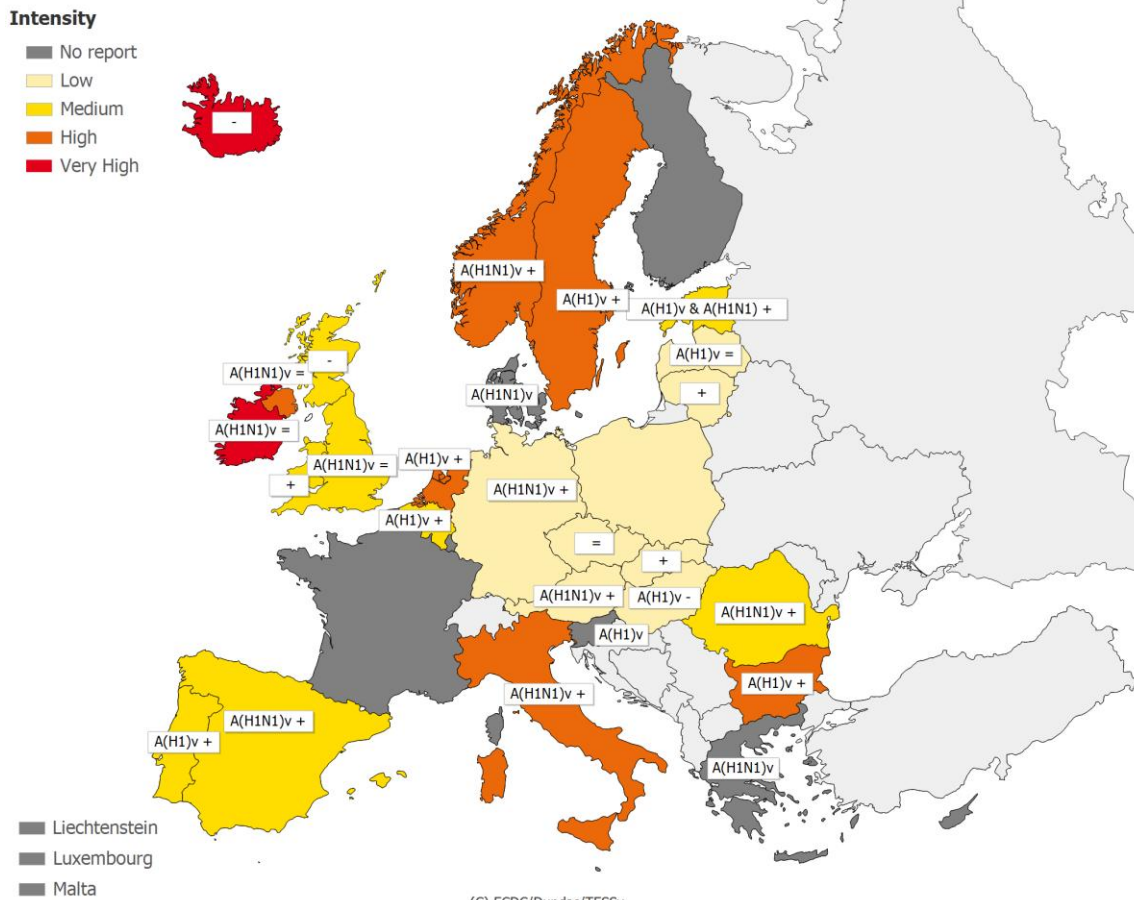 Intensity
No report
Low
Medium
High
Very High
-
A(H1N1)v +
A(H1)v +
A(H1)v & A(H1N1) +
A(H1)v =
-
A(H1N1)v =
A(H1N1)v
+
A(H1N1)v =
A(H1)v +
A(H1N1)v =
+
A(H1N1)v +
A(H1)v +
=
+
A(H1N1)v +
A(H1)v -
A(H1N1)v +
A(H1)v
A(H1)v +
A(H1N1)v +
A(H1N1)v +
A(H1)v +
A(H1N1)v
Liechtenstein
Luxembourg
Malta